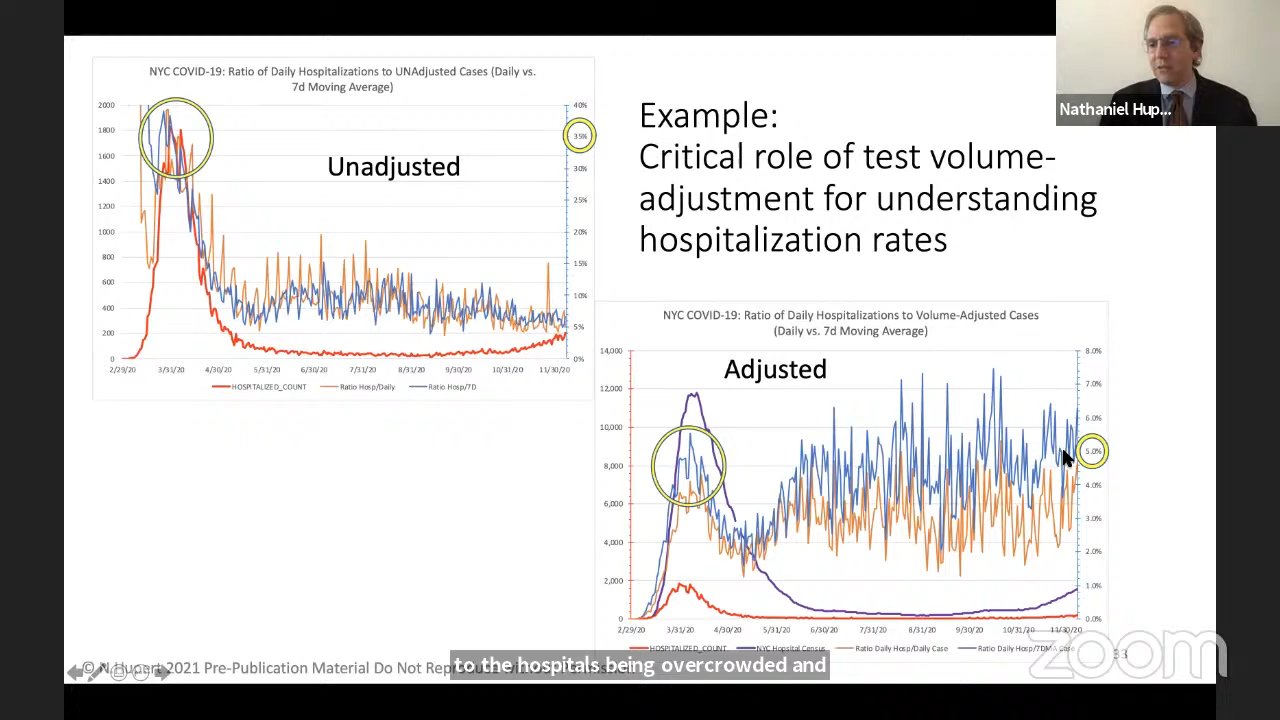 NYC COVID-19: Ratio of Daily Hospitalizations to UNAdjusted Cases (Daily vs.
7d Moving Average)
2000
1800
1600
1400
1200
1000
800
600
400
200
0
40%
35%
30%
25%
20%
15%
10%
5%
0%
Unadjusted
2/29/20 3/31/20 4/30/20 5/31/20 6/30/20 7/31/20 8/31/20 9/30/20 10/31/20 11/30/20
HOSPITALIZED_COUNT Ratio Hosp/Daily Ratio Hosp/7D
Nathaniel Hup...
Example:
Critical role of test volume-
adjustment for understanding
hospitalization rates
NYC COVID-19: Ratio of Daily Hospitalizations to Volume-Adjusted Cases
(Daily vs. 7d Moving Average)
Adjusted
14,000
12,000
10,000
8,000
6,000
4,000
2,000
0
8.0%
7.0%
6.0%
5.0%
4.0%
3.0%
2.0%
1.0%
0.0%
2/29/20 3/31/20 4/30/20 5/31/20 6/30/20 7/31/20 8/31/20 9/30/20 10/31/20 11/30/20
HOSPITALIZED_COUNT NYC Hopsital Census Ratio Daily Hosp/Daily Case Ratio Daily Hosp/7DMA Case
© N Hupert 2021 Pre-Publication Material Do Not Reproduce
to the hospitals being overcrowded and
zoom
33